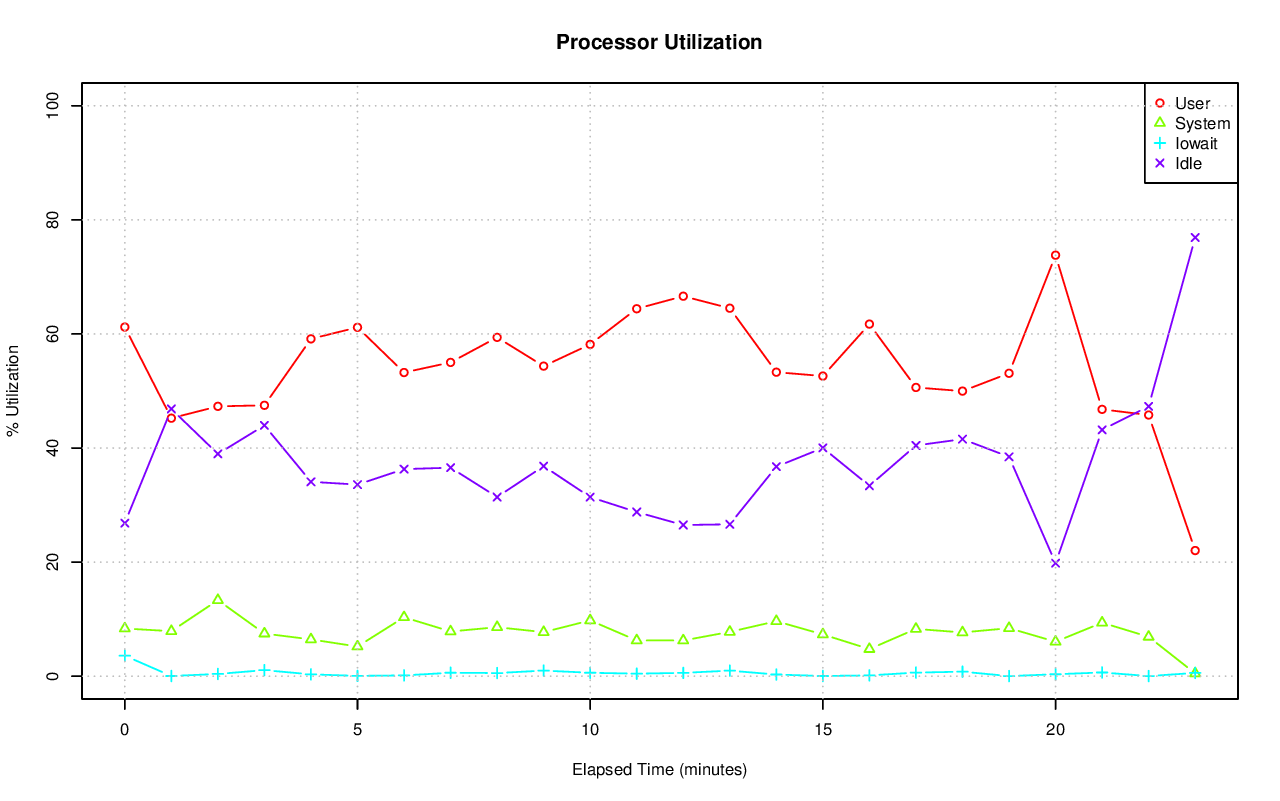 Processor Utilization
100
80
60
40
20
0
% Utilization
User
System
Iowait
Idle
0 5 10 15 20
Elapsed Time (minutes)